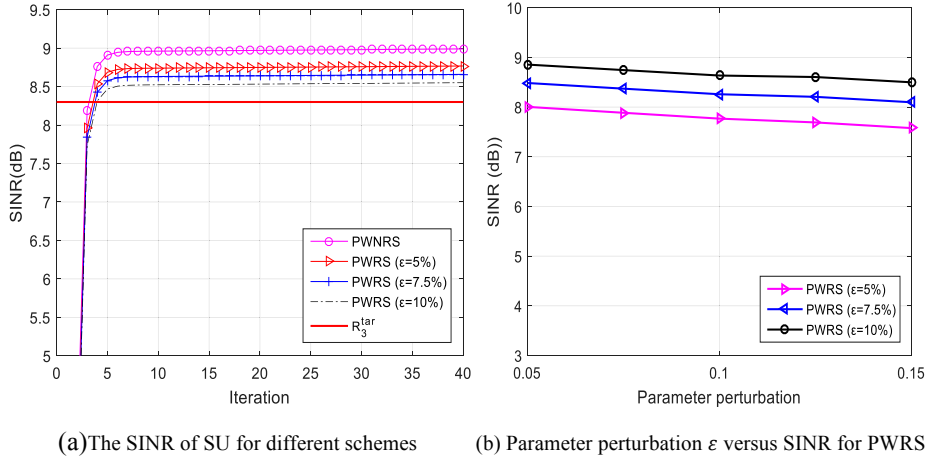 9.5
9
8.5
8
7.5
7
6.5
6
5.5
5
SINR(dB)
PWNRS
PWRS (ε=5%)
PWRS (ε=7.5%)
PWRS (ε=10%)
R_3^tar
0 5 10 15 20 25 30 35 40
Iteration
(a)The SINR of SU for different schemes
10
9
8
7
6
5
4
3
SINR (dB))
PWRS (ε=5%)
PWRS (ε=7.5%)
PWRS (ε=10%)
0.05 0.1 0.15
Parameter perturbation
(b) Parameter perturbation ε versus SINR for PWRS